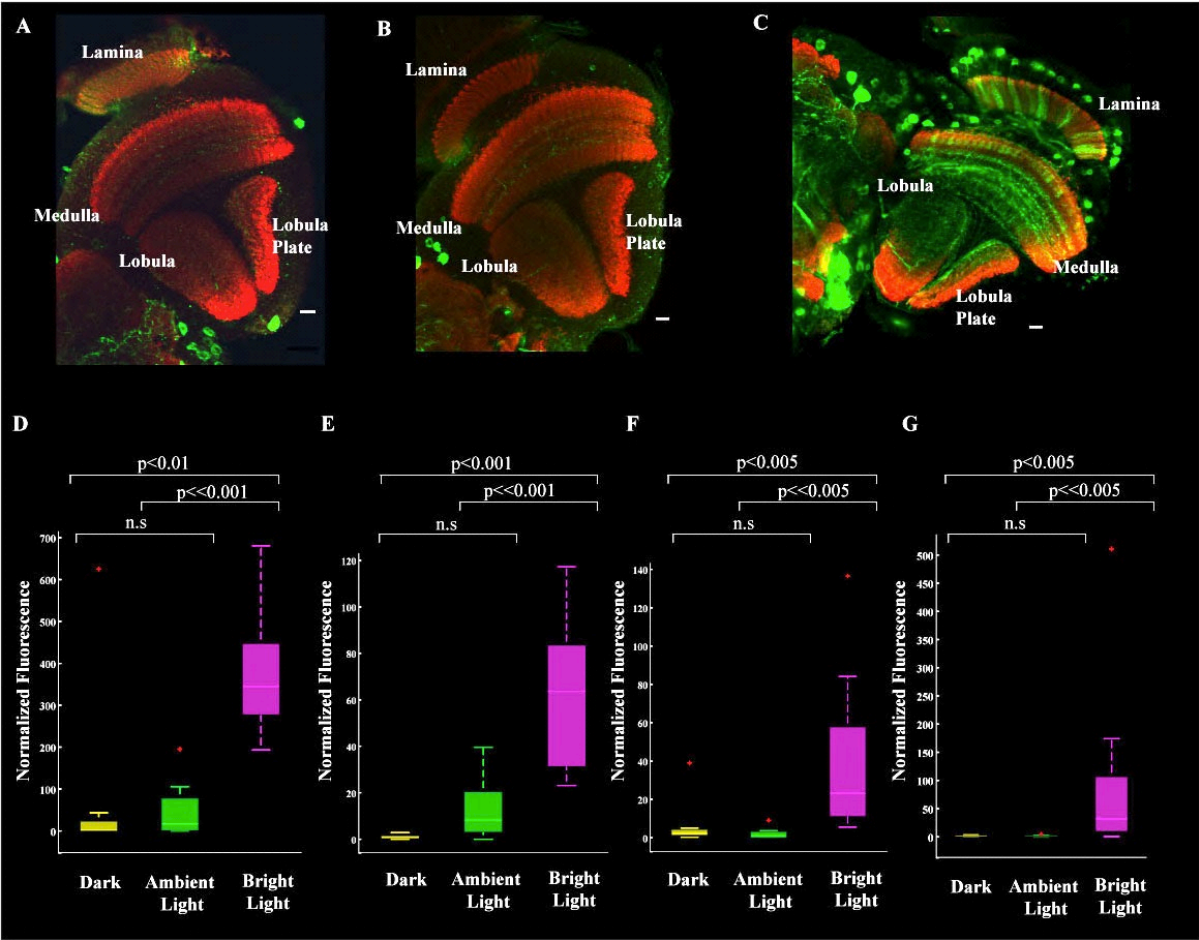 A
Lamina
Medulla
Lobula
Lobula
Plate
B
Lamina
Medulla
Lobula
Lobula
Plate
C
Lamina
Lobula
Medulla
Lobula
Plate
D
p<0.01
p<<0.001
n.s
Normalized Fluorescence
700
600
500
400
300
200
100
0
Dark
Ambient
Light
Bright
Light
E
p<0.001
p<<0.001
n.s
Normalized Fluorescence
120
100
80
60
40
20
0
Dark
Ambient
Light
Bright
Light
F
p<0.005
p<<0.005
n.s
Normalized Fluorescence
140
120
100
80
60
40
20
0
Dark
Ambient
Light
Bright
Light
G
p<0.005
p<<0.005
n.s
Normalized Fluorescence
500
450
400
350
300
250
200
150
100
50
0
Dark
Ambient
Light
Bright
Light